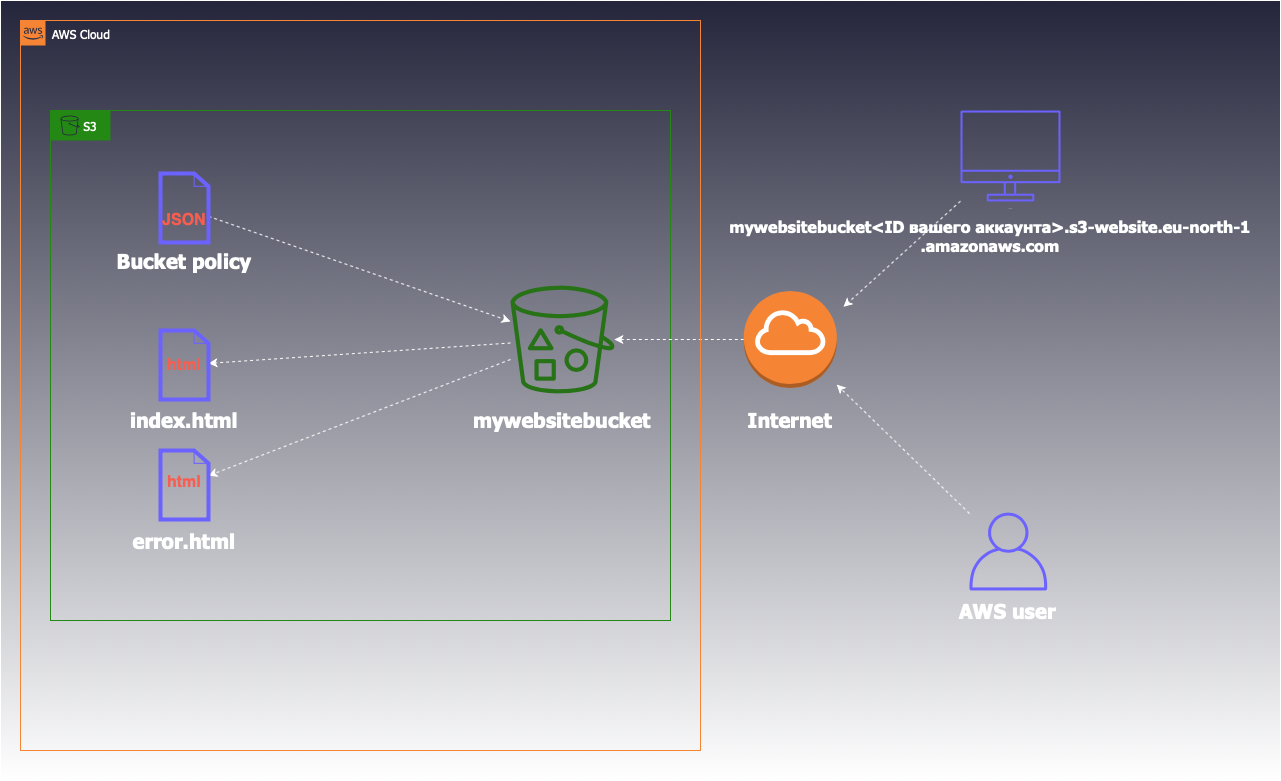 aws
AWS Cloud
S3
JSON
Bucket policy
mywebsitebucket<ID вашего аккаунта>.s3-website.eu-north-1
.amazonaws.com
html
index.html
mywebsitebucket
Internet
html
error.html
AWS user